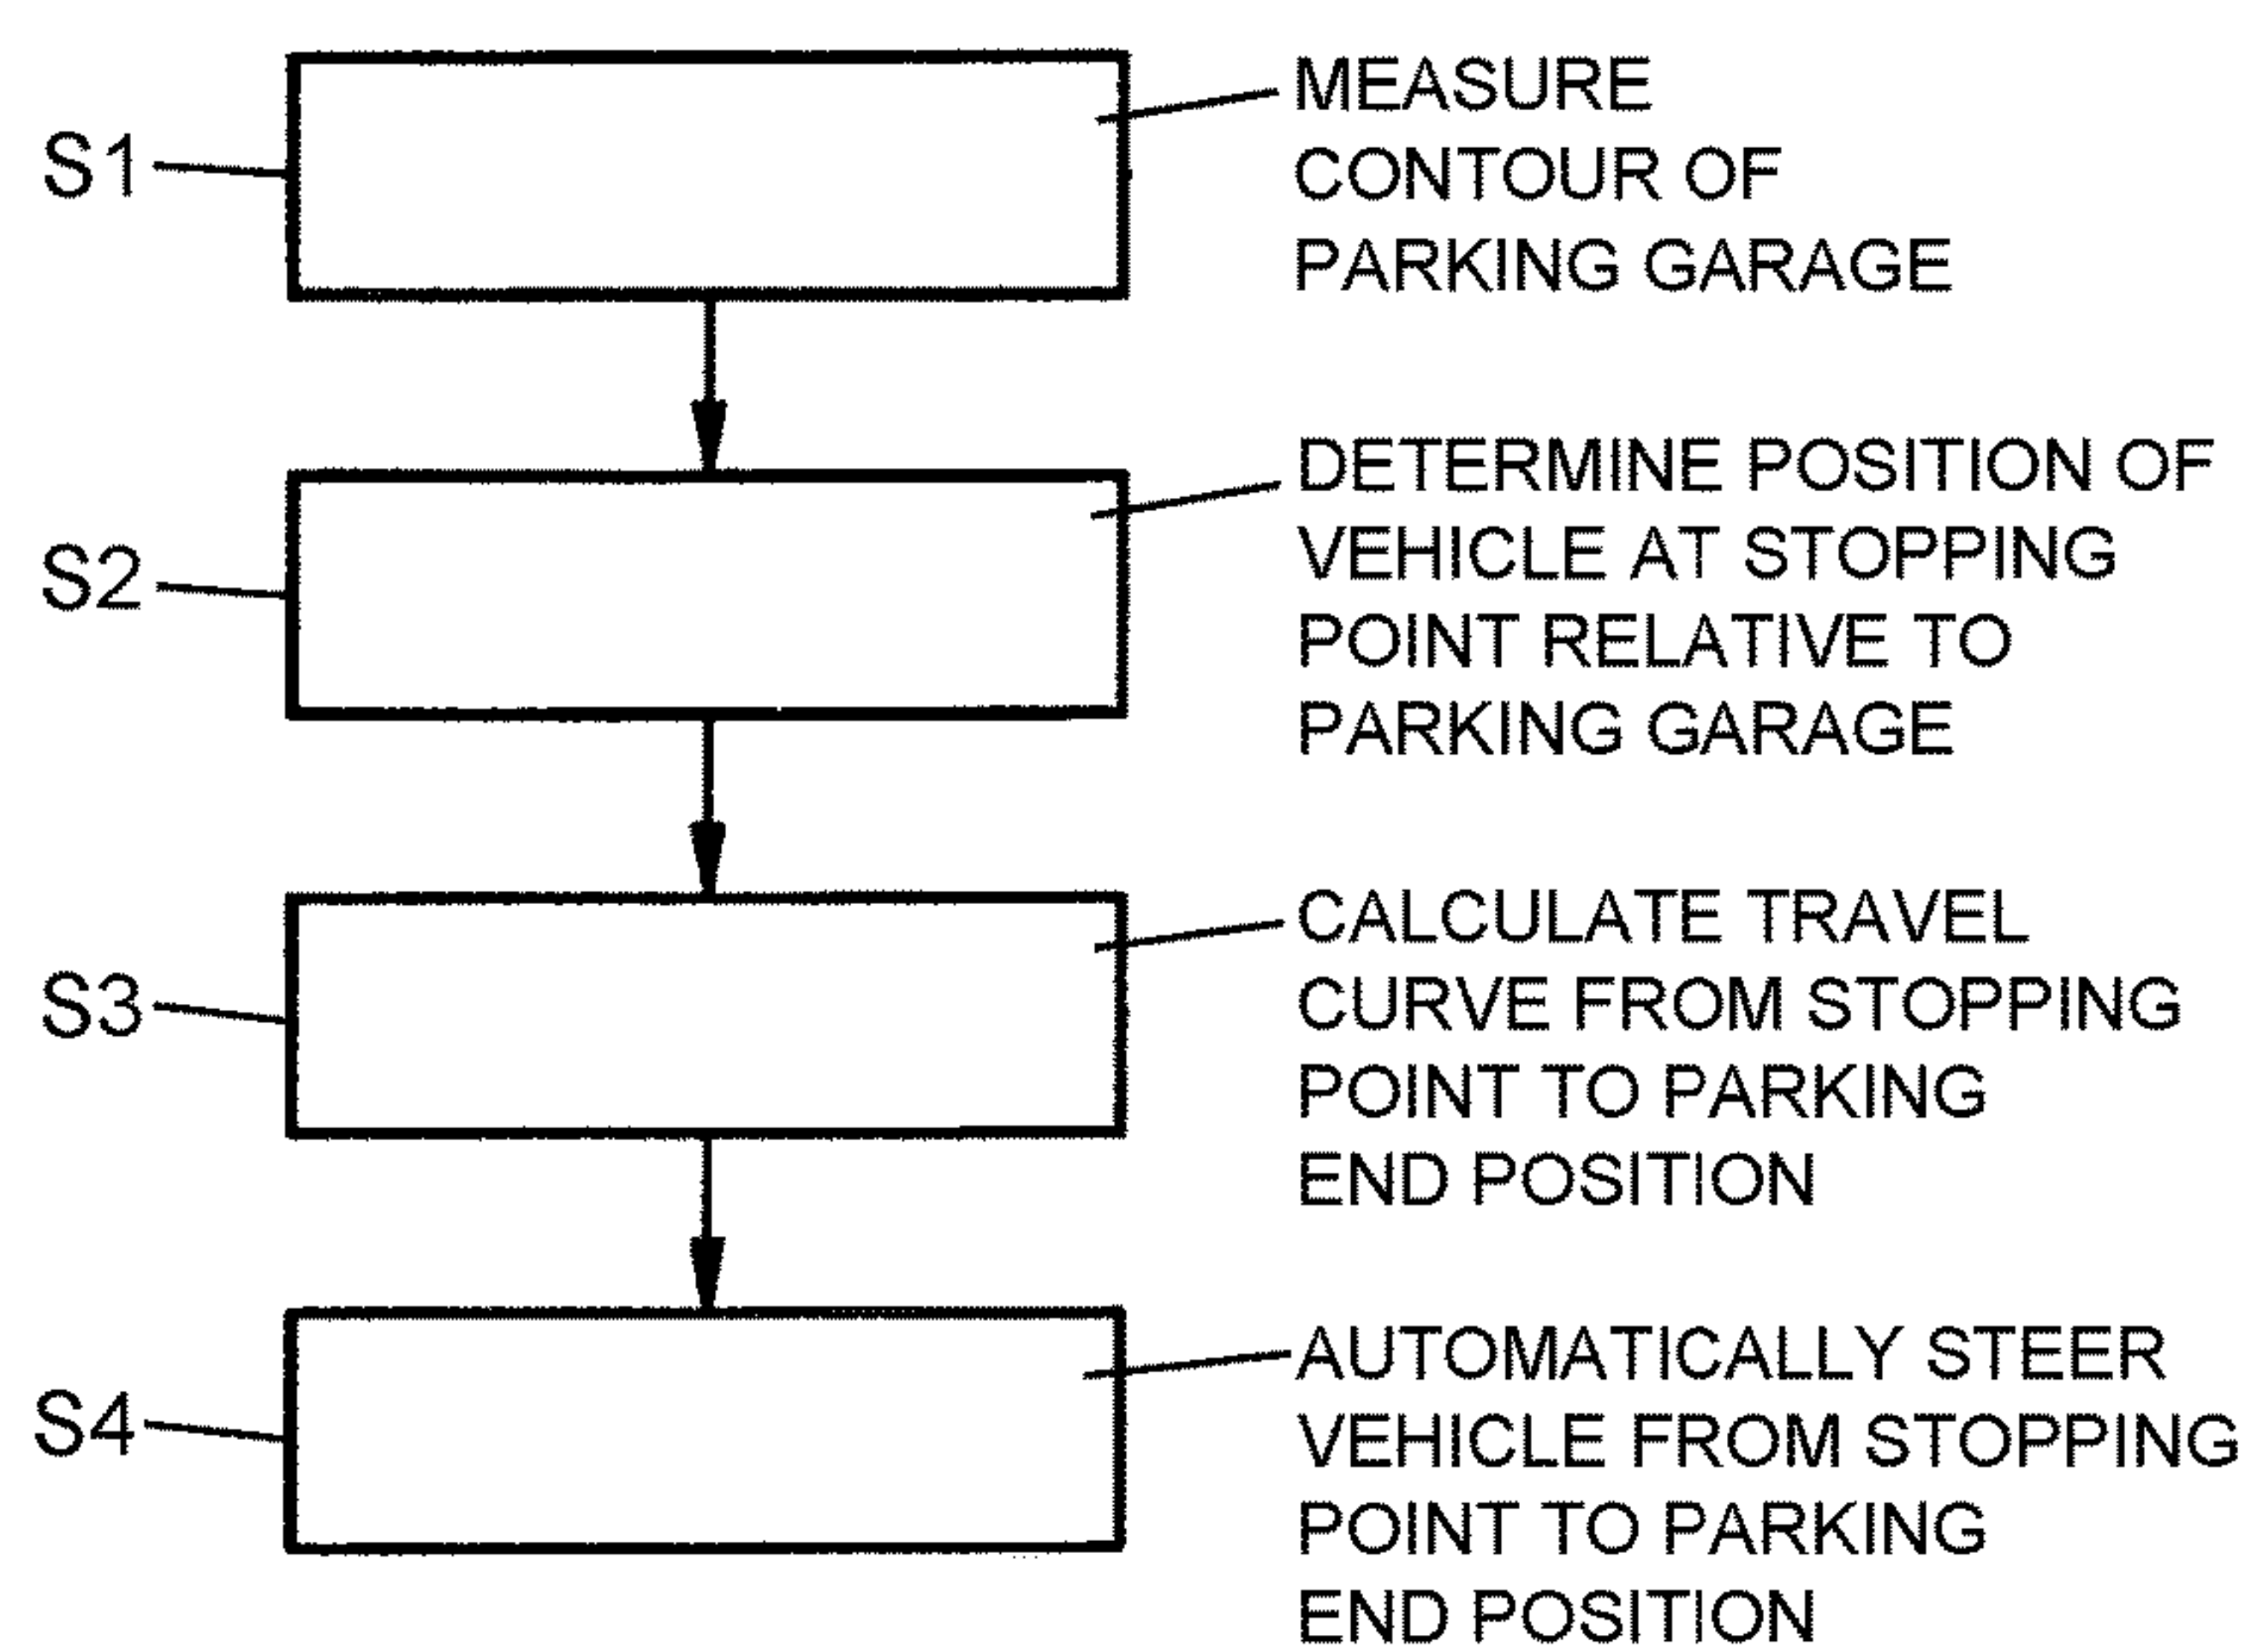 S1
MEASURE
CONTOUR OF
PARKING GARAGE
S2
DETERMINE POSITION OF
VEHICLE AT STOPPING
POINT RELATIVE TO
PARKING GARAGE
S3
CALCULATE TRAVEL
CURVE FROM STOPPING
POINT TO PARKING
END POSITION
S4
AUTOMATICALLY STEER
VEHICLE FROM STOPPING
POINT TO PARKING
END POSITION